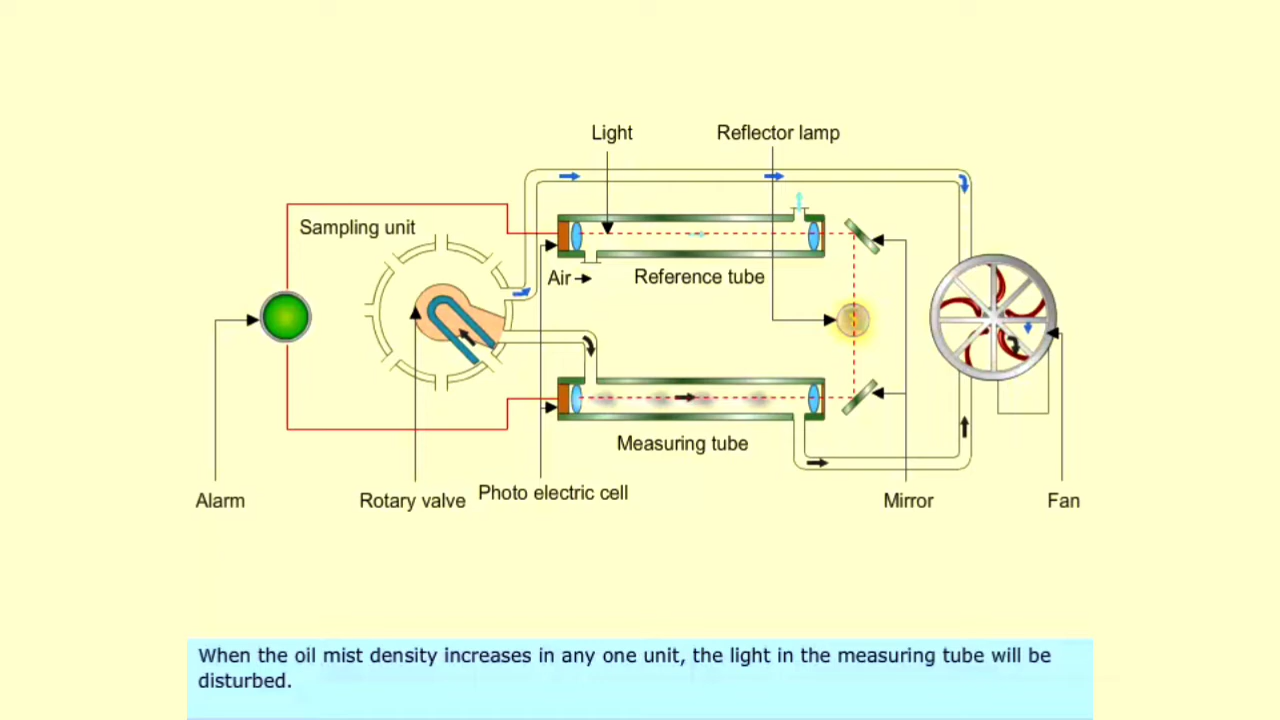 Light
Reflector lamp
Sampling unit
Air
Reference tube
Measuring tube
Alarm
Rotary valve
Photo electric cell
Mirror
Fan
When the oil mist density increases in any one unit, the light in the measuring tube will be
disturbed.